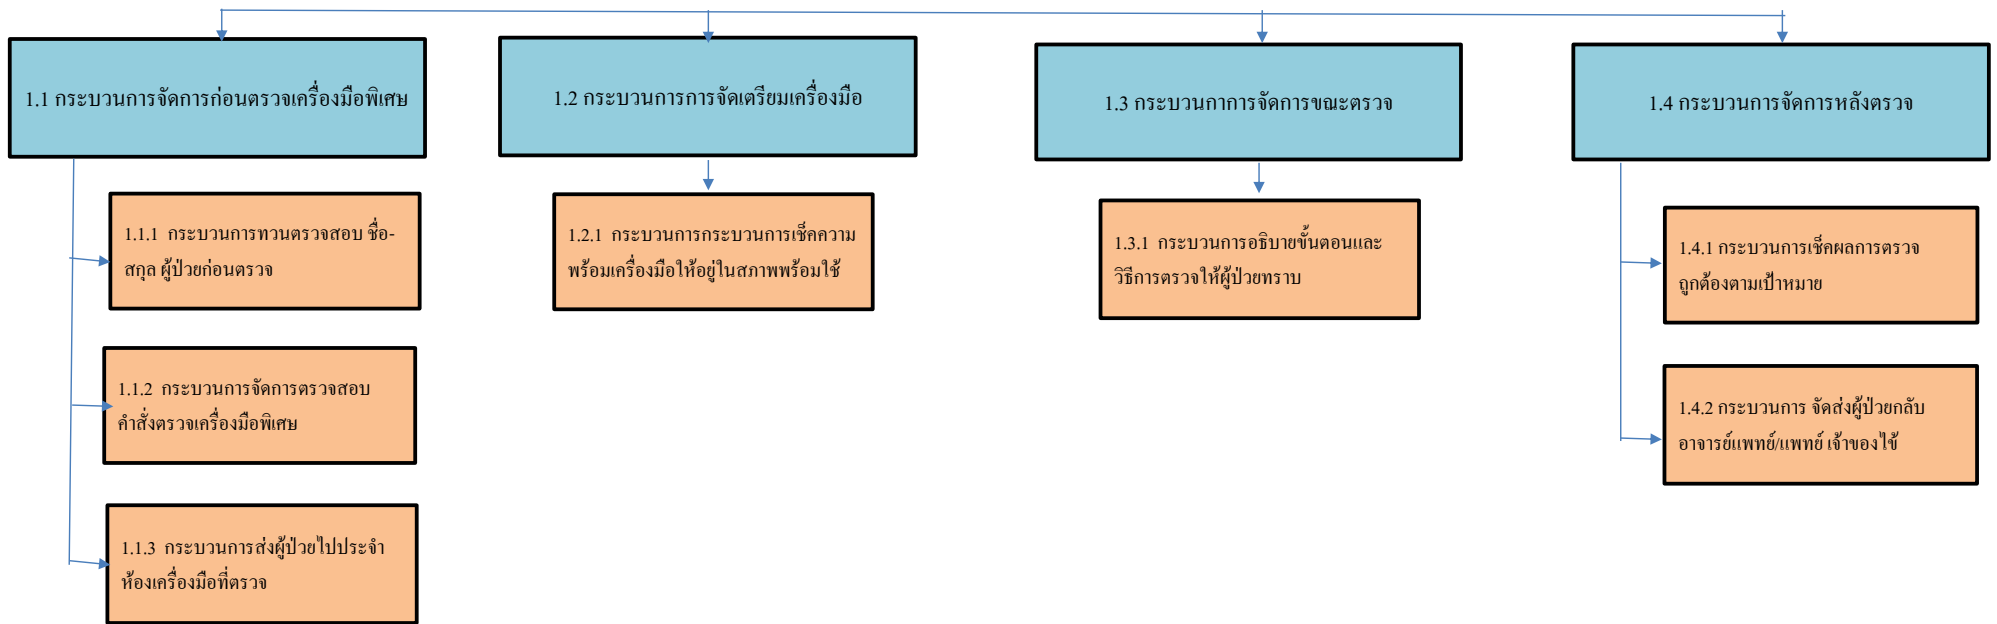 1.1 กระบวนการจัดการก่อนตรวจเครื่องมือพิเศษ
1.2 กระบวนการการจัดเตรียมเครื่องมือ
1.3 กระบวนกาการจัดการขณะตรวจ
1.4 กระบวนการจัดการหลังตรวจ
1.1.1 กระบวนการทวนตรวจสอบ ชื่อ-
สกุล ผู้ป่วยก่อนตรวจ
1.1.2 กระบวนการจัดการตรวจสอบ
คำสั่งตรวจเครื่องมือพิเศษ
1.1.3 กระบวนการส่งผู้ป่วยไปประจำ
ห้องเครื่องมือที่ตรวจ
1.2.1 กระบวนการกระบวนการเช็คความ
พร้อมเครื่องมือให้อยู่ในสภาพพร้อมใช้
1.3.1 กระบวนการอธิบายขั้นตอนและ
วิธีการตรวจให้ผู้ป่วยทราบ
1.4.1 กระบวนการเช็คผลการตรวจ
ถูกต้องตามเป้าหมาย
1.4.2 กระบวนการ จัดส่งผู้ป่วยกลับ
อาจารย์แพทย์/แพทย์ เจ้าของไข้